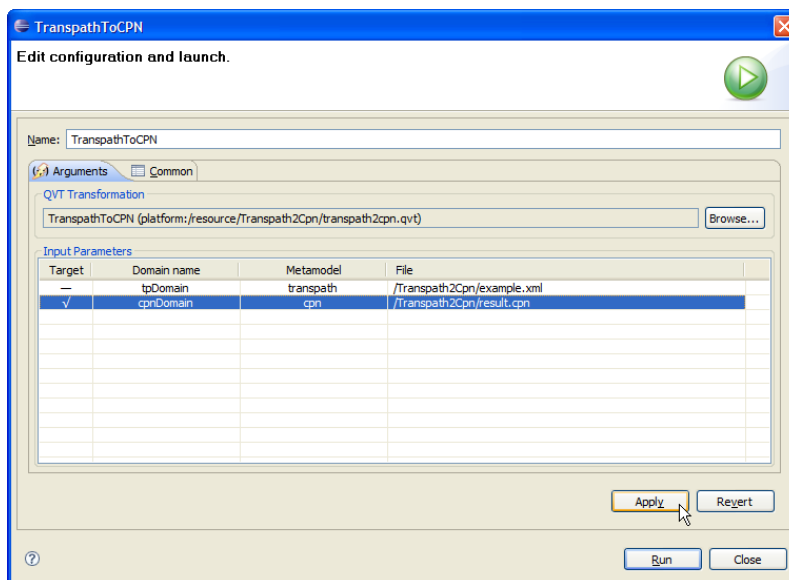 TranspathToCPN
Edit configuration and launch.
Name: TranspathToCPN
Arguments Common
QVT Transformation
TranspathToCPN (platform:/resource/Transpath2Cpn/transpath2cpn.qvt) Browse...
Input Parameters
Target Domain name Metamodel File
— tpDomain transpath /Transpath2Cpn/example.xml
√ cpnDomain cpn /Transpath2Cpn/result.cpn
Apply Revert
? Run Close